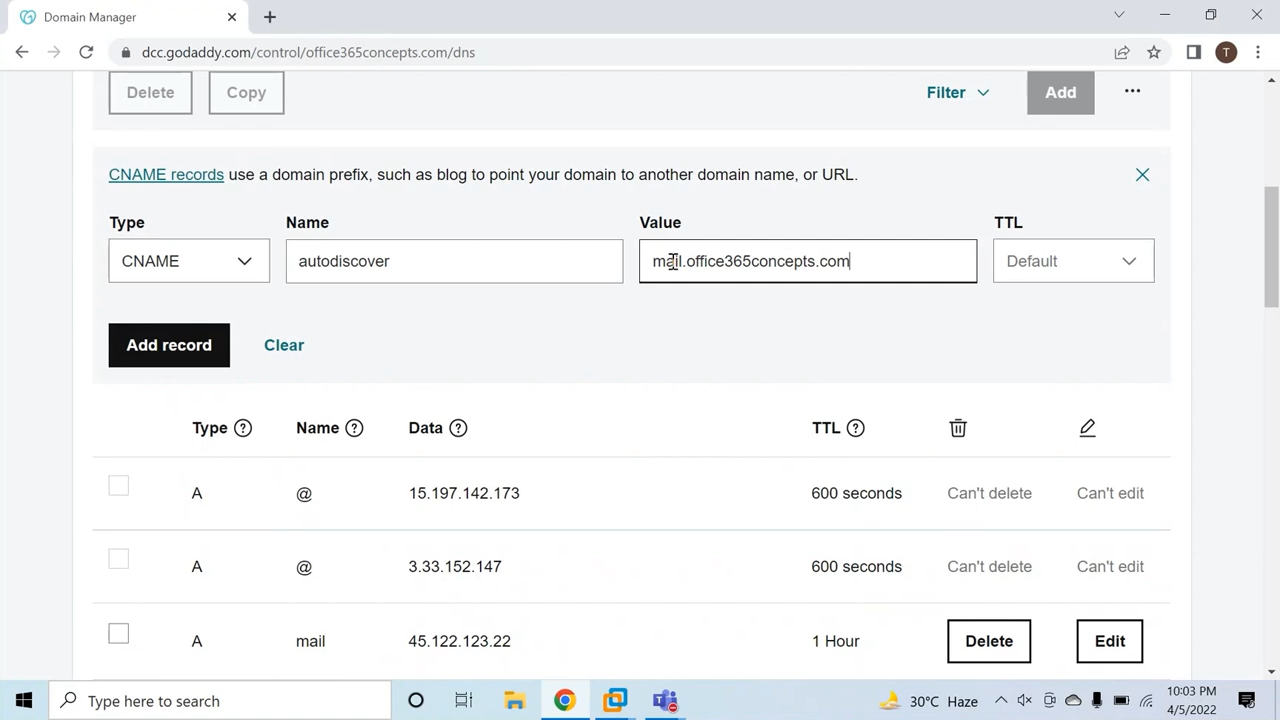 Domain Manager
dcc.godaddy.com/control/office365concepts.com/dns
T
Delete
Copy
Filter
Add
CNAME records use a domain prefix, such as blog to point your domain to another domain name, or URL.
Type Name Value TTL
CNAME autodiscover mail.office365concepts.com Default
Add record Clear
Type ? Name ? Data ? TTL ?
A @ 15.197.142.173 600 seconds Can't delete Can't edit
A @ 3.33.152.147 600 seconds Can't delete Can't edit
A mail 45.122.123.22 1 Hour Delete Edit
Type here to search
30°C Haze
10:03 PM
4/5/2022